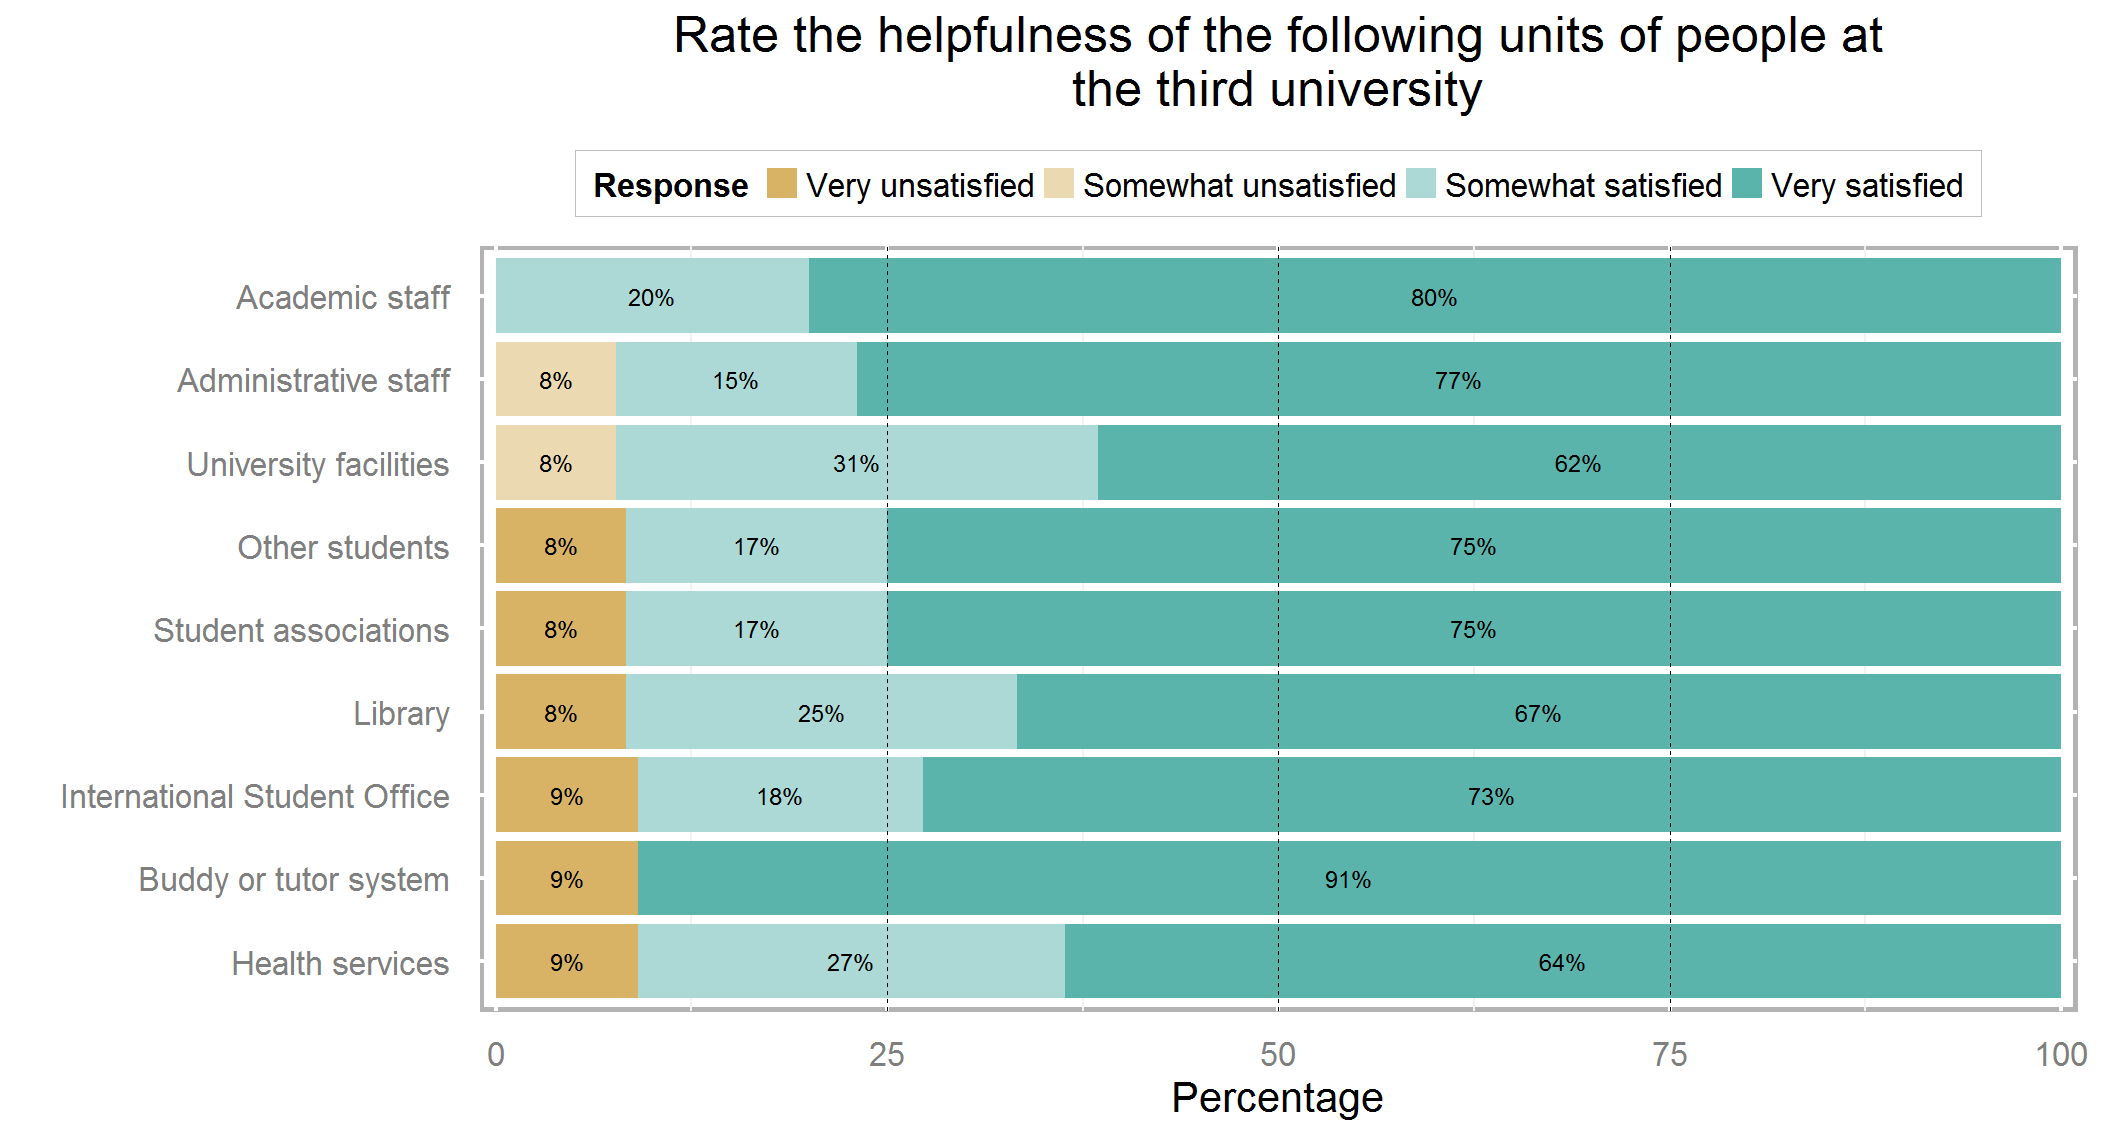 Rate the helpfulness of the following units of people at
the third university
Response Very unsatisfied Somewhat unsatisfied Somewhat satisfied Very satisfied
Academic staff 20% 80%
Administrative staff 8% 15% 77%
University facilities 8% 31% 62%
Other students 8% 17% 75%
Student associations 8% 17% 75%
Library 8% 25% 67%
International Student Office 9% 18% 73%
Buddy or tutor system 9% 91%
Health services 9% 27% 64%
0 25 50 75 100
Percentage